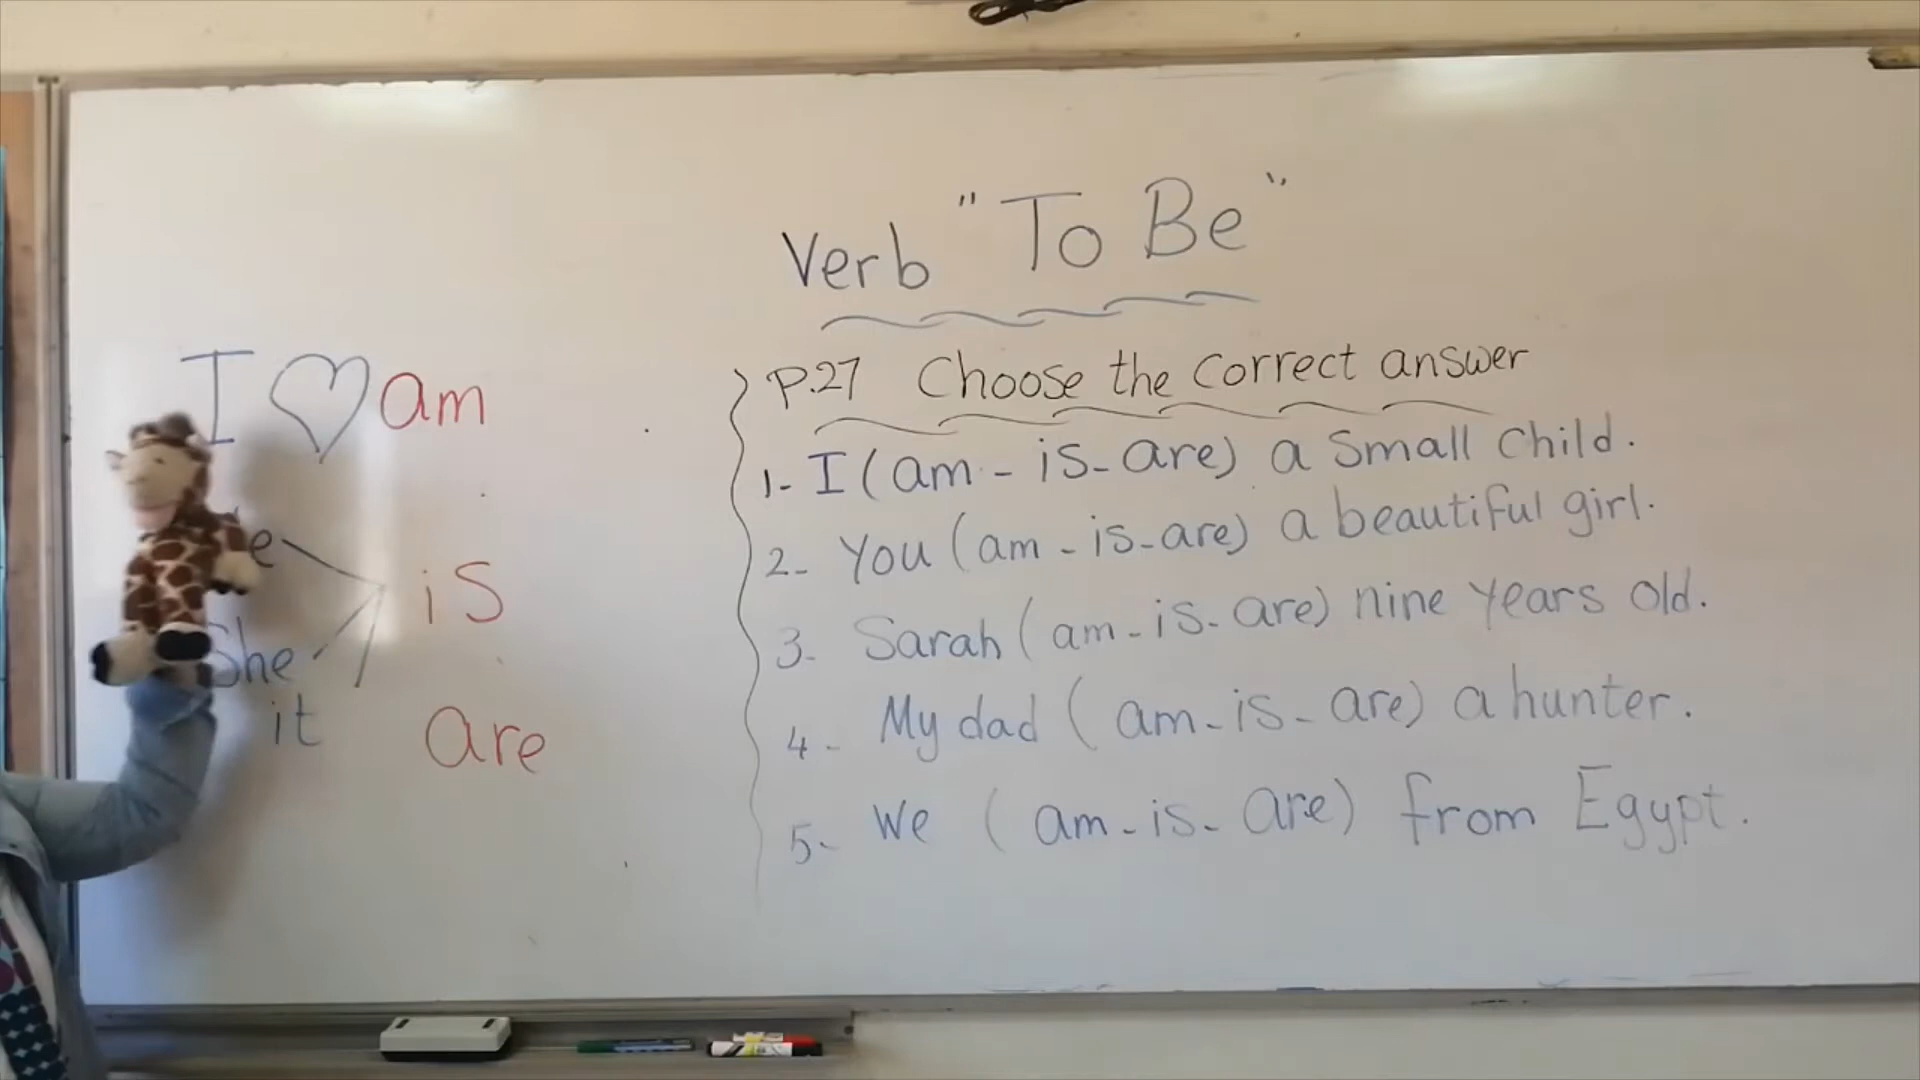 Verb "To Be"
I ♡ am
is
She
it
are
P.27 Choose the correct answer
1- I (am - is - are) a small child.
2- You (am - is - are) a beautiful girl.
3- Sarah (am - is - are) nine years old.
4- My dad (am - is - are) a hunter.
5- We (am - is - are) from Egypt.